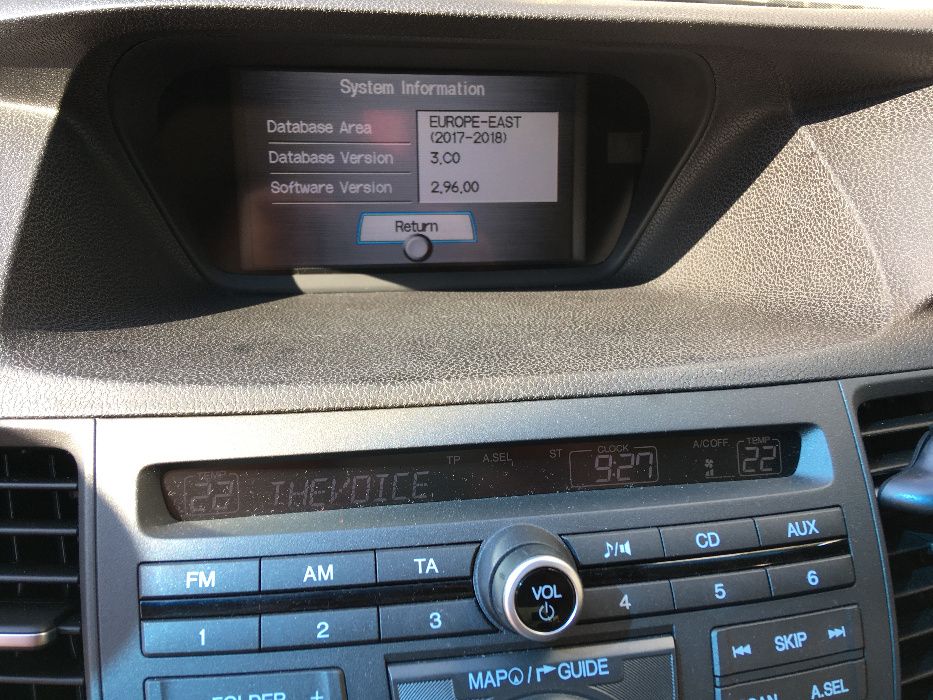 System Information
Database Area
EUROPE-EAST
(2017-2018)
Database Version
3.C0
Software Version
2.96.00
Return
TEMP
22
THEVOICE
TP
A.SEL
ST
CLOCK
9:27
A/C OFF
TEMP
22
FM
AM
TA
VOL
CD
AUX
1
2
3
4
5
6
MAP / GUIDE
SKIP
FOLDER +
A.SEL